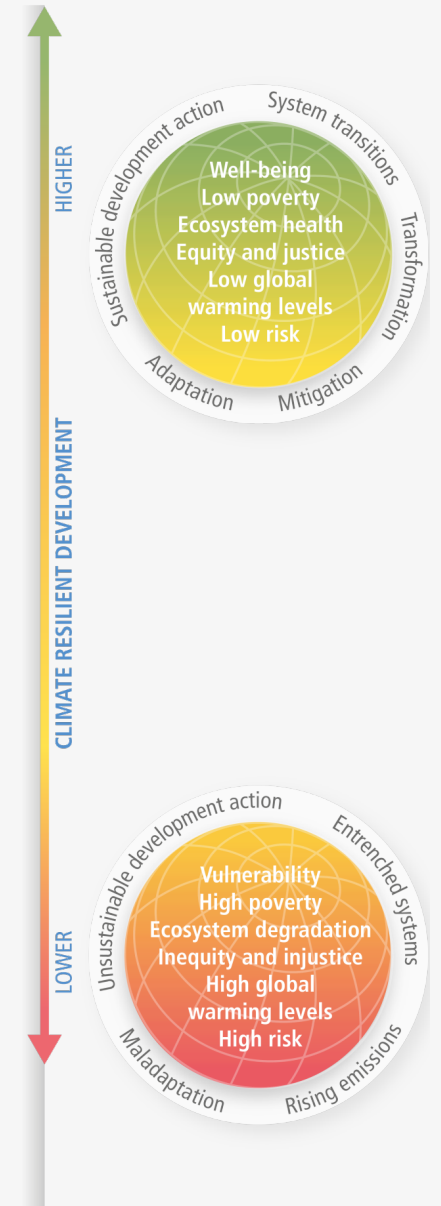 HIGHER
CLIMATE RESILIENT DEVELOPMENT
LOWER
Sustainable development action
System transitions
Transformation
Mitigation
Adaptation
Well-being
Low poverty
Ecosystem health
Equity and justice
Low global
warming levels
Low risk
Unsustainable development action
Entrenched systems
Rising emissions
Maladaptation
Vulnerability
High poverty
Ecosystem degradation
Inequity and injustice
High global
warming levels
High risk